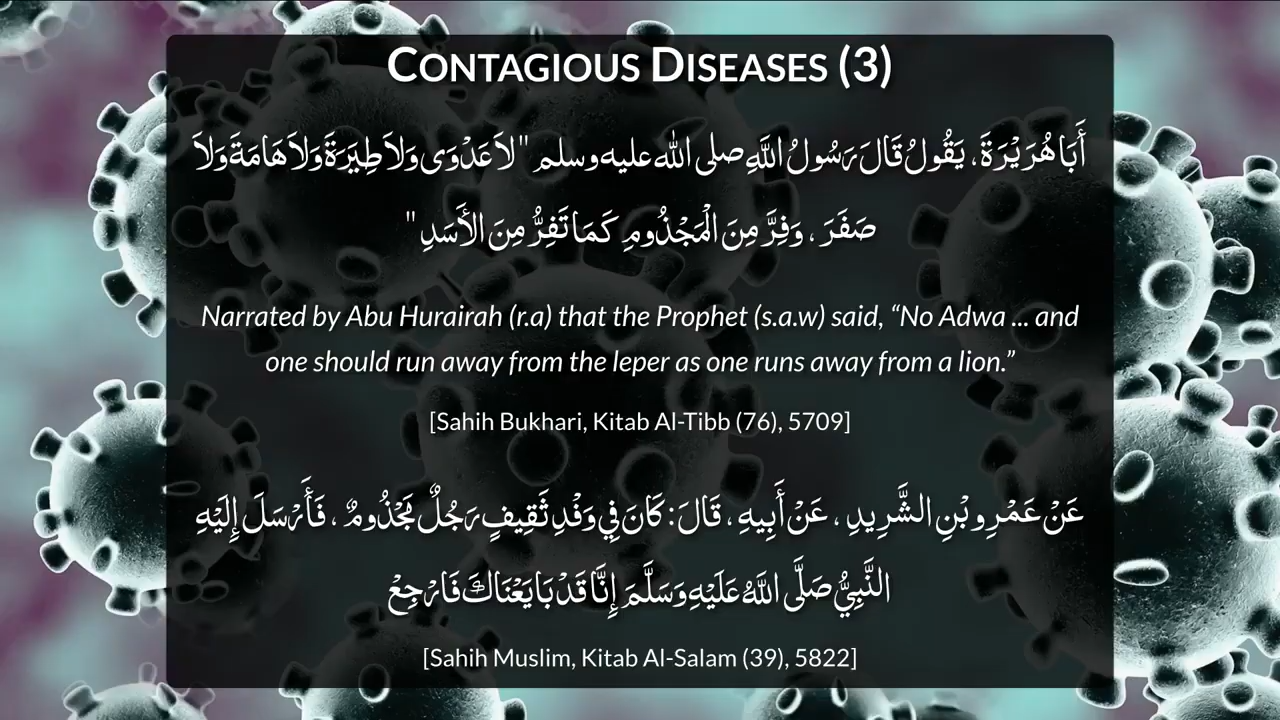 Contagious Diseases (3)
أَبَا هُرَيْرَةَ، يَقُولُ قَالَ رَسُولُ اللَّهِ صلى الله عليه وسلم "لاَ عَدْوَى وَلاَ طِيَرَةَ وَلاَ هَامَةَ وَلاَ
صَفَرَ، وَفِرَّ مِنَ الْمَجْذُومِ كَمَا تَفِرُّ مِنَ الأَسَدِ"
Narrated by Abu Hurairah (r.a) that the Prophet (s.a.w) said, “No Adwa ... and
one should run away from the leper as one runs away from a lion.”
[Sahih Bukhari, Kitab Al-Tibb (76), 5709]
عَنْ عَمْرِو بْنِ الشَّرِيدِ، عَنْ أَبِيهِ، قَالَ: كَانَ فِي وَفْدِ ثَقِيفٍ رَجُلٌ مَجْذُومٌ، فَأَرْسَلَ إِلَيْهِ
النَّبِيُّ صَلَّى اللَّهُ عَلَيْهِ وَسَلَّمَ إِنَّا قَدْ بَايَعْنَاكَ فَارْجِعْ
[Sahih Muslim, Kitab Al-Salam (39), 5822]